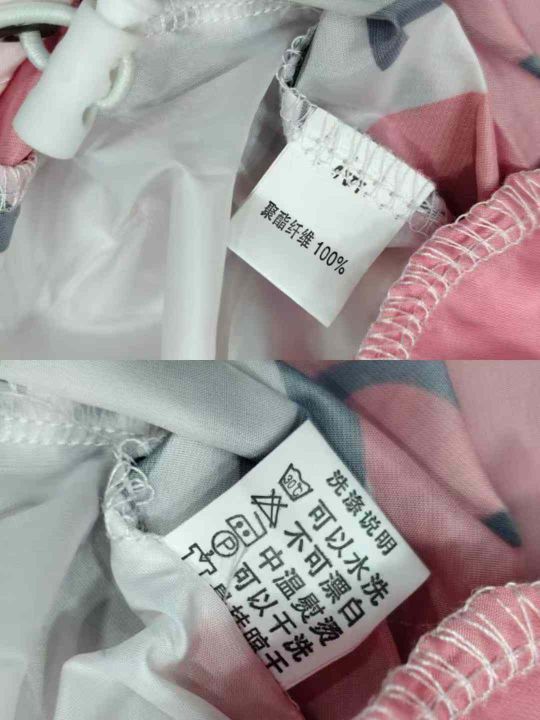 聚酯纤维 100%
洗涤说明
30℃ 可以水洗
不可漂白
中温熨烫
P 可以干洗